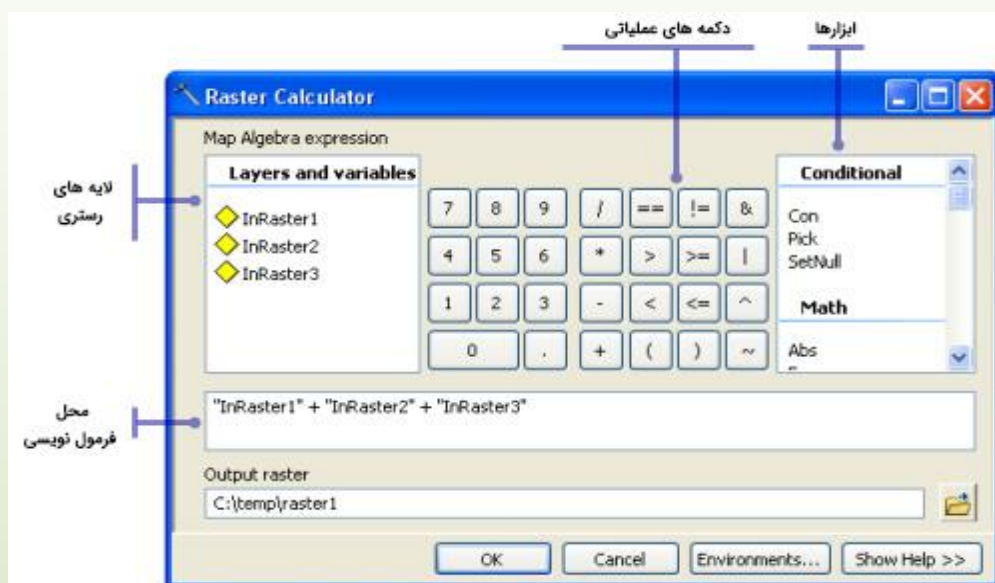 ابزارها
دکمه های عملیاتی
Raster Calculator
Map Algebra expression
لایه های
رستری
Layers and variables
InRaster1
InRaster2
InRaster3
7 8 9 / == != &
4 5 6 * > >= |
1 2 3 - < <= ^
0 . + ( ) ~
Conditional
Con
Pick
SetNull
Math
Abs
محل
فرمول نویسی
"InRaster1" + "InRaster2" + "InRaster3"
Output raster
C:\temp\raster1
OK Cancel Environments... Show Help >>